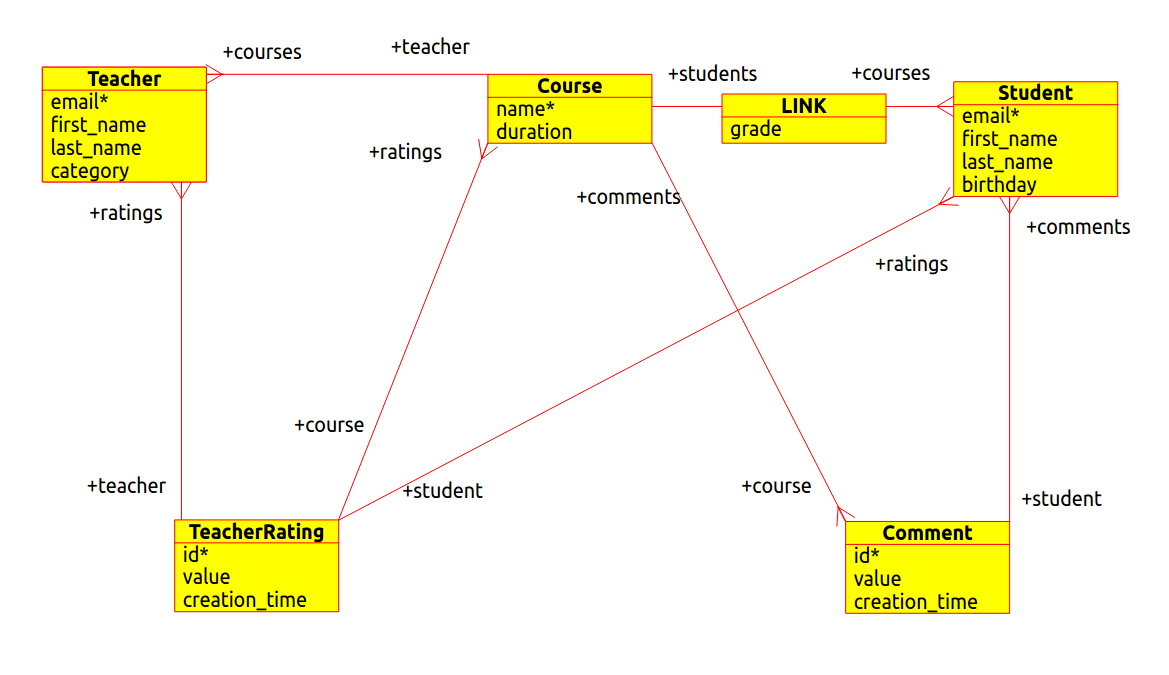 +courses
+teacher
Teacher
email*
first_name
last_name
category
Course
name*
duration
+students
+courses
LINK
grade
Student
email*
first_name
last_name
birthday
+ratings
+ratings
+comments
+comments
+ratings
+course
+teacher
+student
+course
+student
TeacherRating
id*
value
creation_time
Comment
id*
value
creation_time